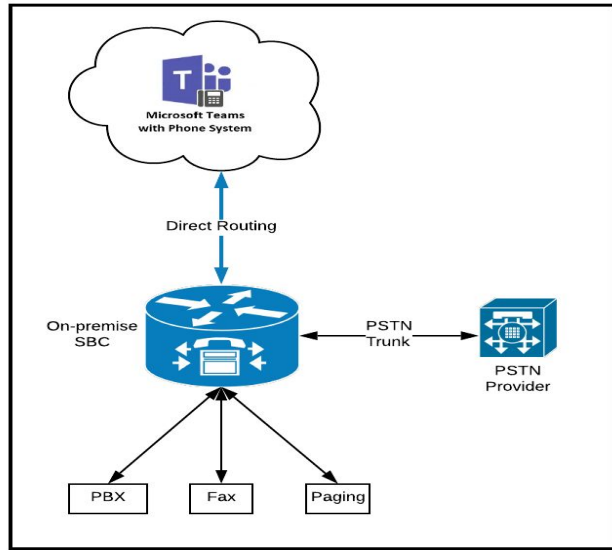 T
Microsoft Teams
with Phone System
Direct Routing
On-premise
SBC
PSTN
Trunk
PSTN
Provider
PBX
Fax
Paging